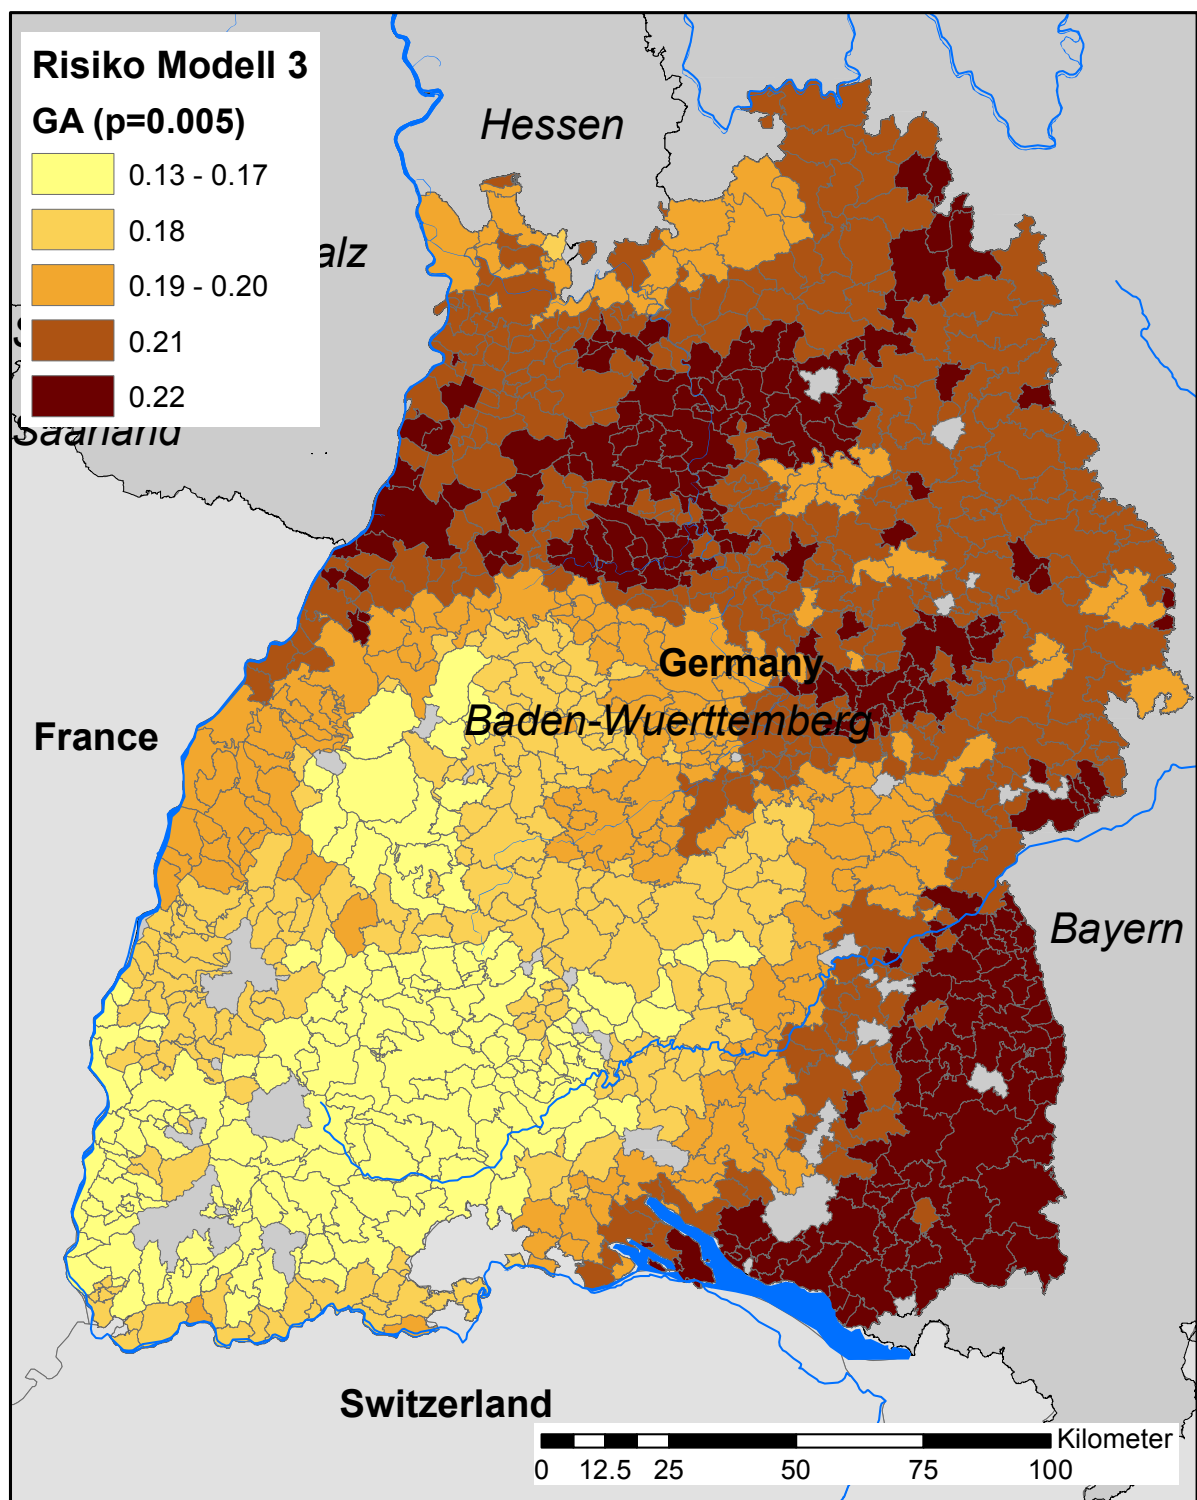 Risiko Modell 3
GA (p=0.005)
0.13 - 0.17
0.18
0.19 - 0.20
0.21
0.22
Hessen
alz
S
Saarland
Germany
Baden-Wuerttemberg
France
Bayern
Switzerland
Kilometer
0 12.5 25 50 75 100